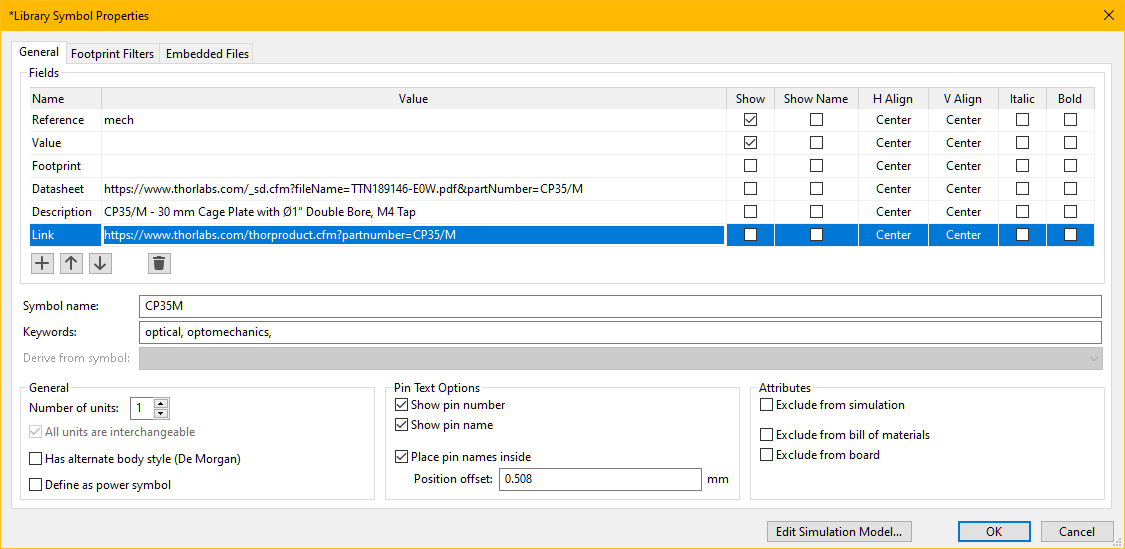 *Library Symbol Properties
General Footprint Filters Embedded Files
Fields
Name Value Show Show Name H Align V Align Italic Bold
Reference mech Center Center
Value Center Center
Footprint Center Center
Datasheet https://www.thorlabs.com/_sd.cfm?fileName=TTN189146-E0W.pdf&partNumber=CP35/M Center Center
Description CP35/M - 30 mm Cage Plate with Ø1" Double Bore, M4 Tap Center Center
Link https://www.thorlabs.com/thorproduct.cfm?partnumber=CP35/M Center Center
Symbol name: CP35M
Keywords: optical, optomechanics,
Derive from symbol:
General
Number of units: 1
All units are interchangeable
Has alternate body style (De Morgan)
Define as power symbol
Pin Text Options
Show pin number
Show pin name
Place pin names inside
Position offset: 0.508 mm
Attributes
Exclude from simulation
Exclude from bill of materials
Exclude from board
Edit Simulation Model... OK Cancel